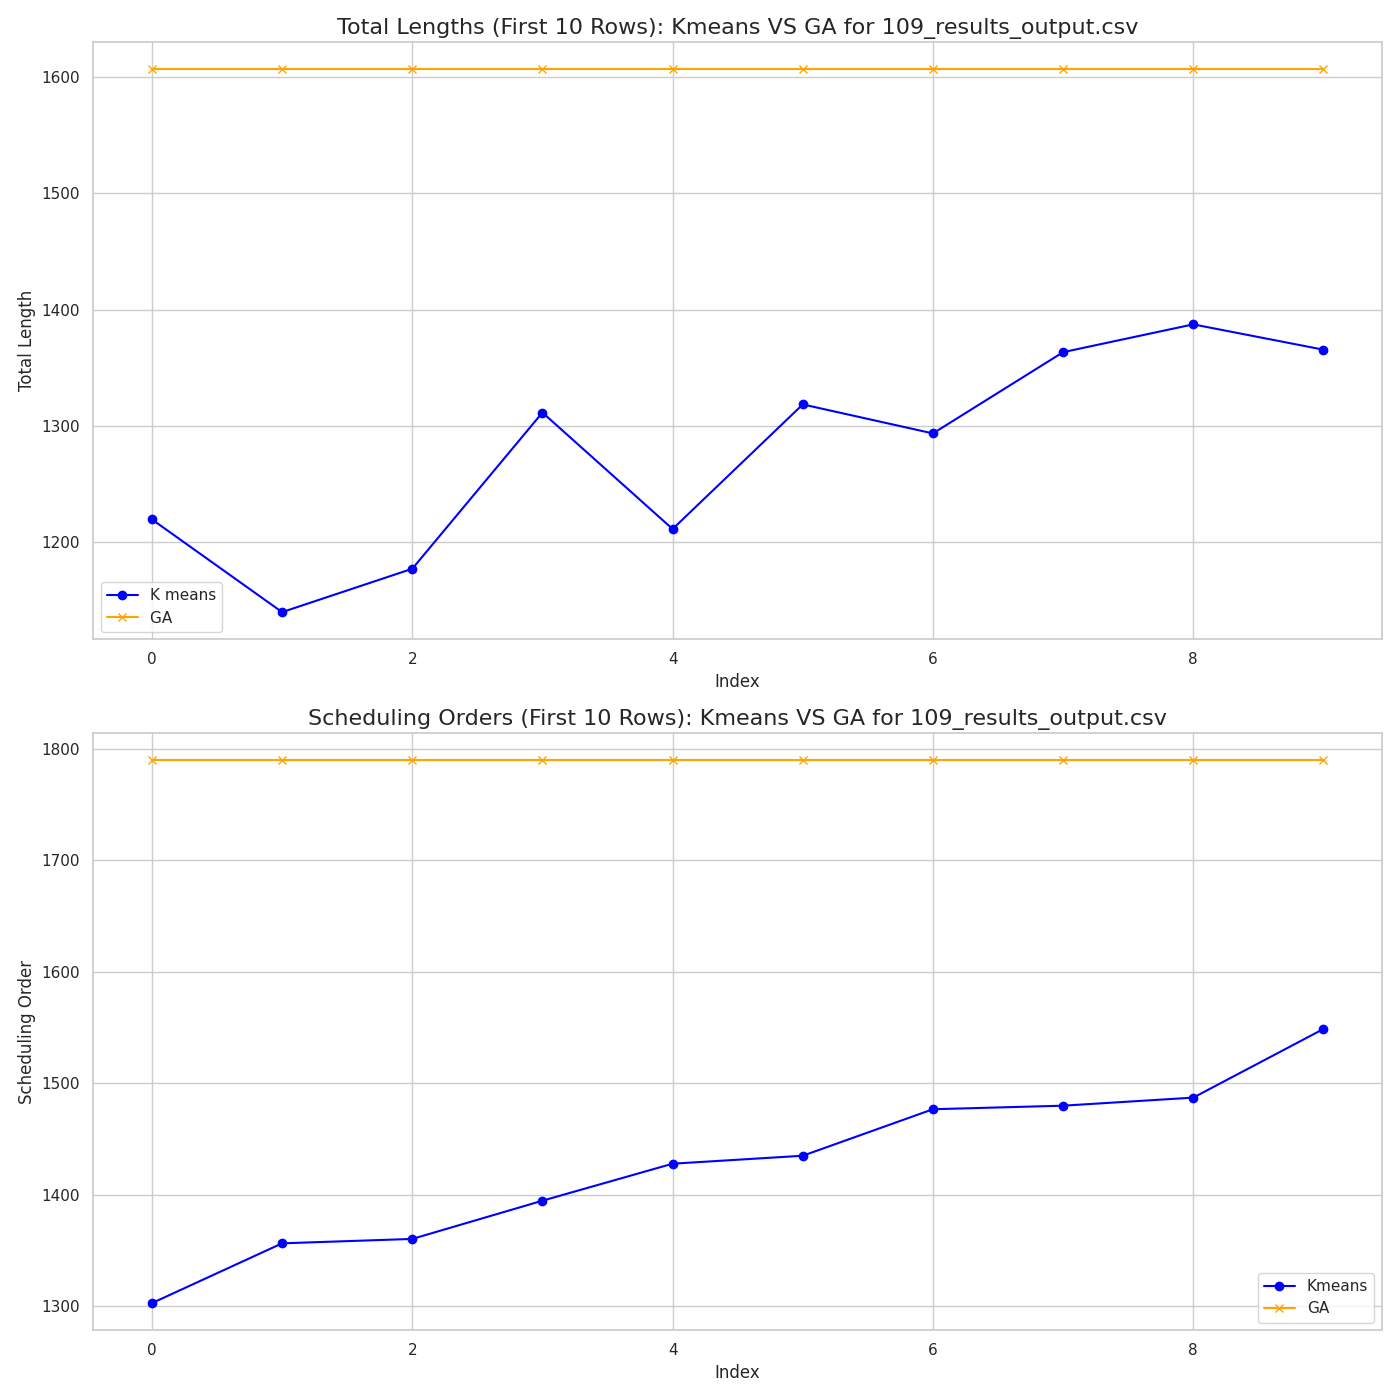 Total Lengths (First 10 Rows): Kmeans VS GA for 109_results_output.csv
1600
1500
1400
1300
1200
Total Length
K means
GA
0 2 4 6 8
Index
Scheduling Orders (First 10 Rows): Kmeans VS GA for 109_results_output.csv
1800
1700
1600
1500
1400
1300
Scheduling Order
Kmeans
GA
0 2 4 6 8
Index